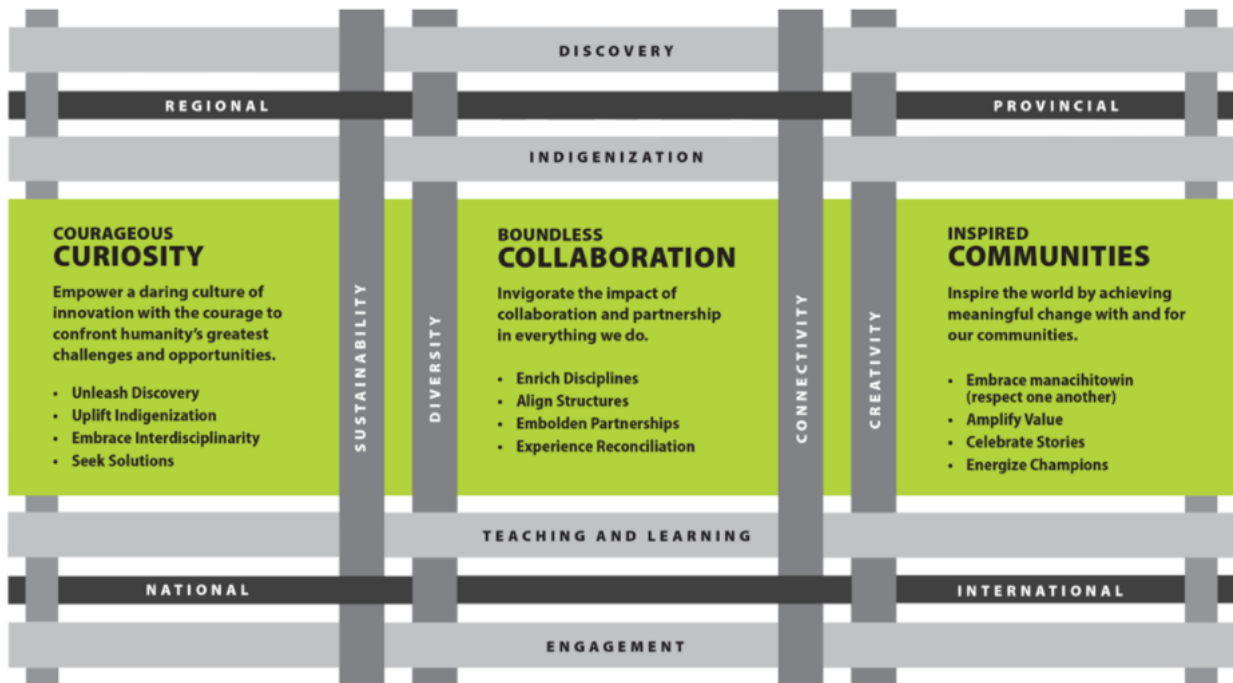 DISCOVERY
REGIONAL
PROVINCIAL
INDIGENIZATION
COURAGEOUS
CURIOSITY
Empower a daring culture of
innovation with the courage to
confront humanity's greatest
challenges and opportunities.
• Unleash Discovery
• Uplift Indigenization
• Embrace Interdisciplinarity
• Seek Solutions
SUSTAINABILITY
DIVERSITY
BOUNDLESS
COLLABORATION
Invigorate the impact of
collaboration and partnership
in everything we do.
• Enrich Disciplines
• Align Structures
• Embolden Partnerships
• Experience Reconciliation
CONNECTIVITY
CREATIVITY
INSPIRED
COMMUNITIES
Inspire the world by achieving
meaningful change with and for
our communities.
• Embrace manacihitowin
(respect one another)
• Amplify Value
• Celebrate Stories
• Energize Champions
TEACHING AND LEARNING
NATIONAL
INTERNATIONAL
ENGAGEMENT